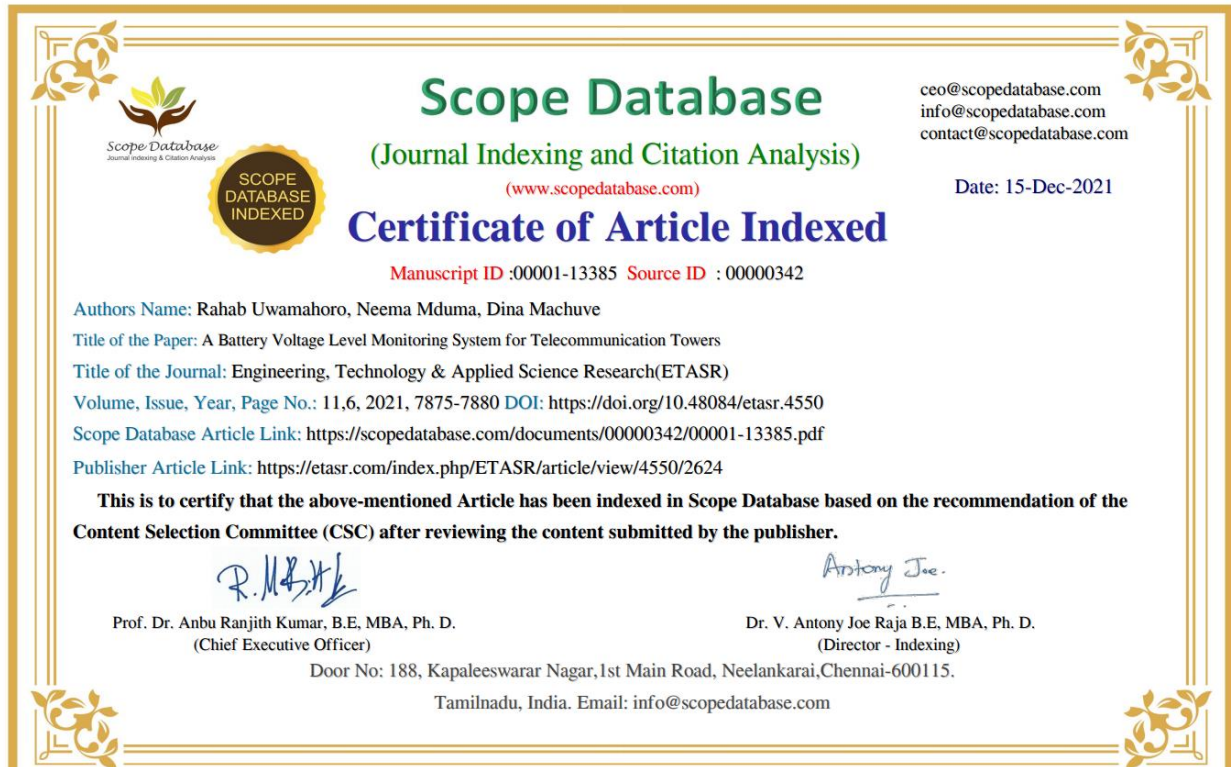 Scope Database
Journal Indexing & Citation Analysis
SCOPE
DATABASE
INDEXED
Scope Database
(Journal Indexing and Citation Analysis)
(www.scopedatabase.com)
ceo@scopedatabase.com
info@scopedatabase.com
contact@scopedatabase.com
Date: 15-Dec-2021
Certificate of Article Indexed
Manuscript ID :00001-13385 Source ID : 00000342
Authors Name: Rahab Uwamahoro, Neema Mduma, Dina Machuve
Title of the Paper: A Battery Voltage Level Monitoring System for Telecommunication Towers
Title of the Journal: Engineering, Technology & Applied Science Research(ETASR)
Volume, Issue, Year, Page No.: 11,6, 2021, 7875-7880 DOI: https://doi.org/10.48084/etasr.4550
Scope Database Article Link: https://scopedatabase.com/documents/00000342/00001-13385.pdf
Publisher Article Link: https://etasr.com/index.php/ETASR/article/view/4550/2624
This is to certify that the above-mentioned Article has been indexed in Scope Database based on the recommendation of the
Content Selection Committee (CSC) after reviewing the content submitted by the publisher.
Antony Joe.
Prof. Dr. Anbu Ranjith Kumar, B.E, MBA, Ph. D.
(Chief Executive Officer)
Dr. V. Antony Joe Raja B.E, MBA, Ph. D.
(Director - Indexing)
Door No: 188, Kapaleeswarar Nagar,1st Main Road, Neelankarai,Chennai-600115.
Tamilnadu, India. Email: info@scopedatabase.com